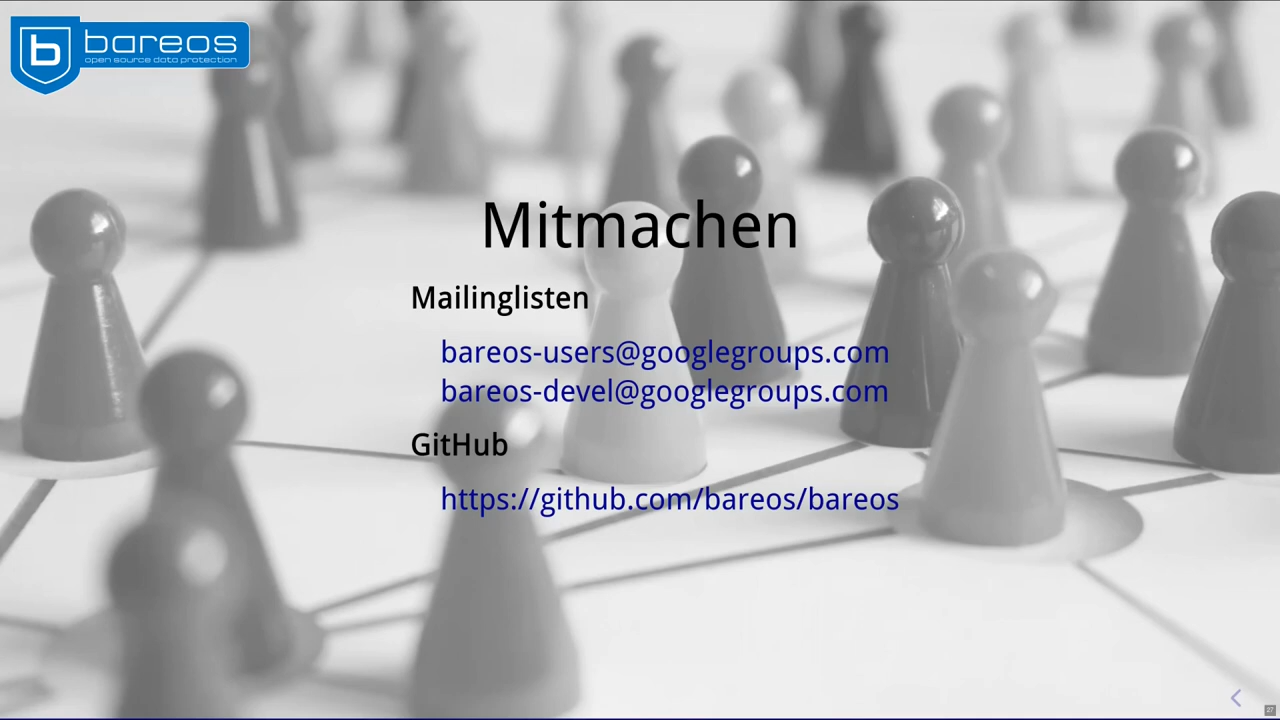 bareos
open source data protection
Mitmachen
Mailinglisten
bareos-users@googlegroups.com
bareos-devel@googlegroups.com
GitHub
https://github.com/bareos/bareos
27